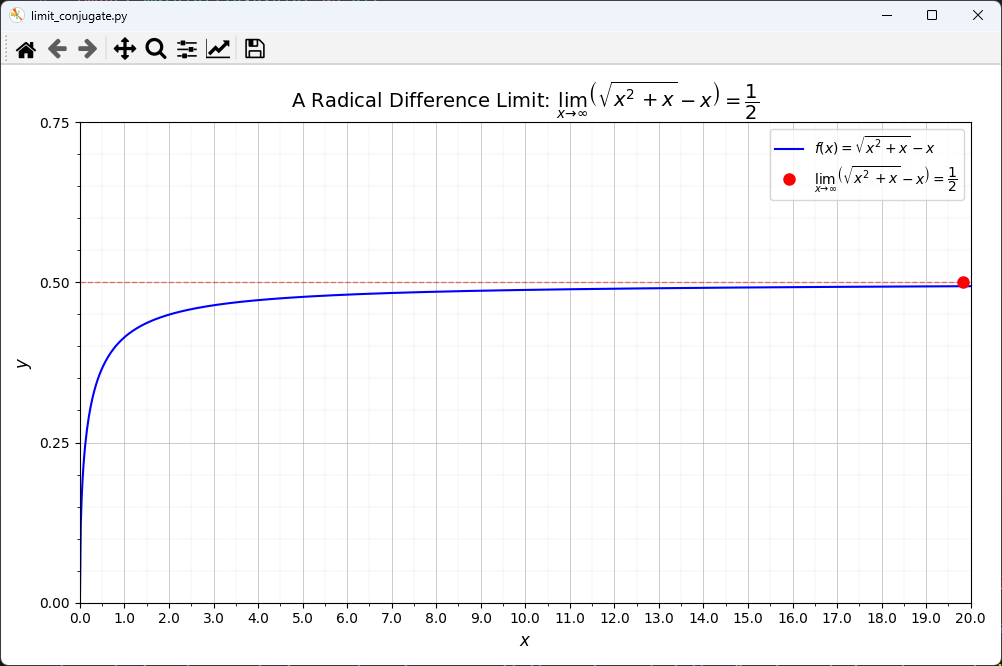 limit_conjugate.py
A Radical Difference Limit: lim x→∞ (√(x² + x) − x) = 1/2
f(x) = √(x² + x) − x
lim x→∞ (√(x² + x) − x) = 1/2
0.75
0.50
0.25
0.00
y
0.0 1.0 2.0 3.0 4.0 5.0 6.0 7.0 8.0 9.0 10.0 11.0 12.0 13.0 14.0 15.0 16.0 17.0 18.0 19.0 20.0
x